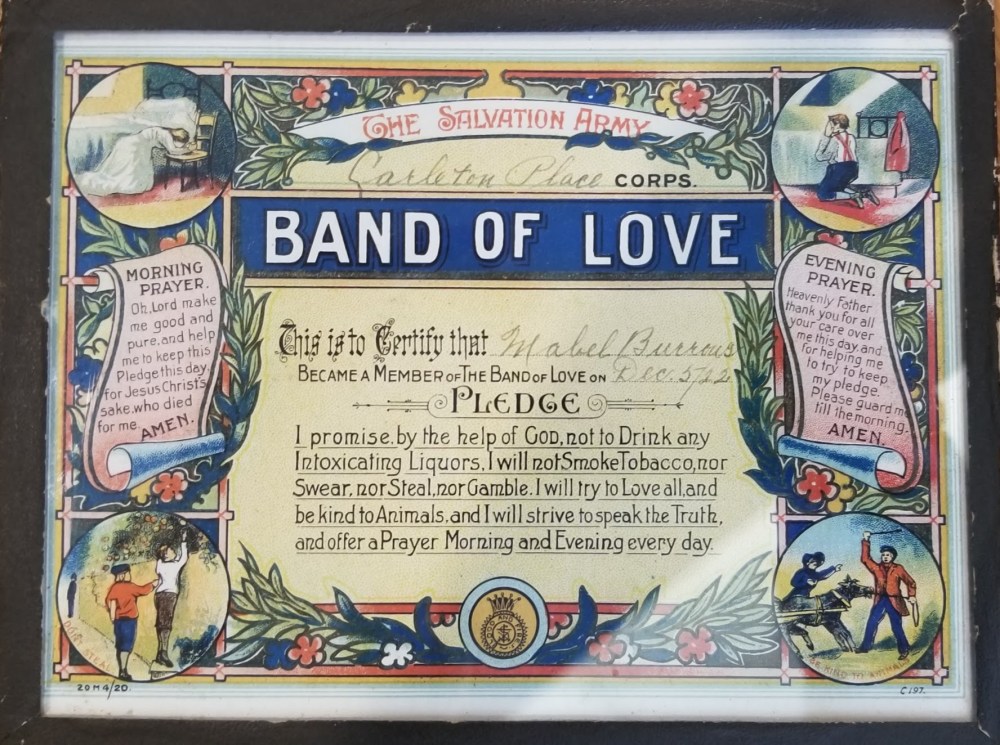 THE SALVATION ARMY
Carleton Place CORPS.
BAND OF LOVE
MORNING
PRAYER.
Oh, Lord make
me good and
pure, and help
me to keep this
Pledge this day,
for Jesus Christ's
sake, who died
for me.
AMEN.
EVENING
PRAYER.
Heavenly Father
thank you for all
your care over
me this day, and
for helping me
to try to keep
my pledge.
Please guard me
till the morning.
AMEN.
This is to Certify that Mabel Burrows
BECAME A MEMBER OF THE BAND OF LOVE ON Dec. 5/22
PLEDGE
I promise, by the help of GOD, not to Drink any
Intoxicating Liquors. I will not Smoke Tobacco, nor
Swear, nor Steal, nor Gamble. I will try to Love all, and
be kind to Animals, and I will strive to speak the Truth,
and offer a Prayer Morning and Evening every day.
DON'T STEAL
BE KIND TO ANIMALS
20 M 4/20.
C 197.